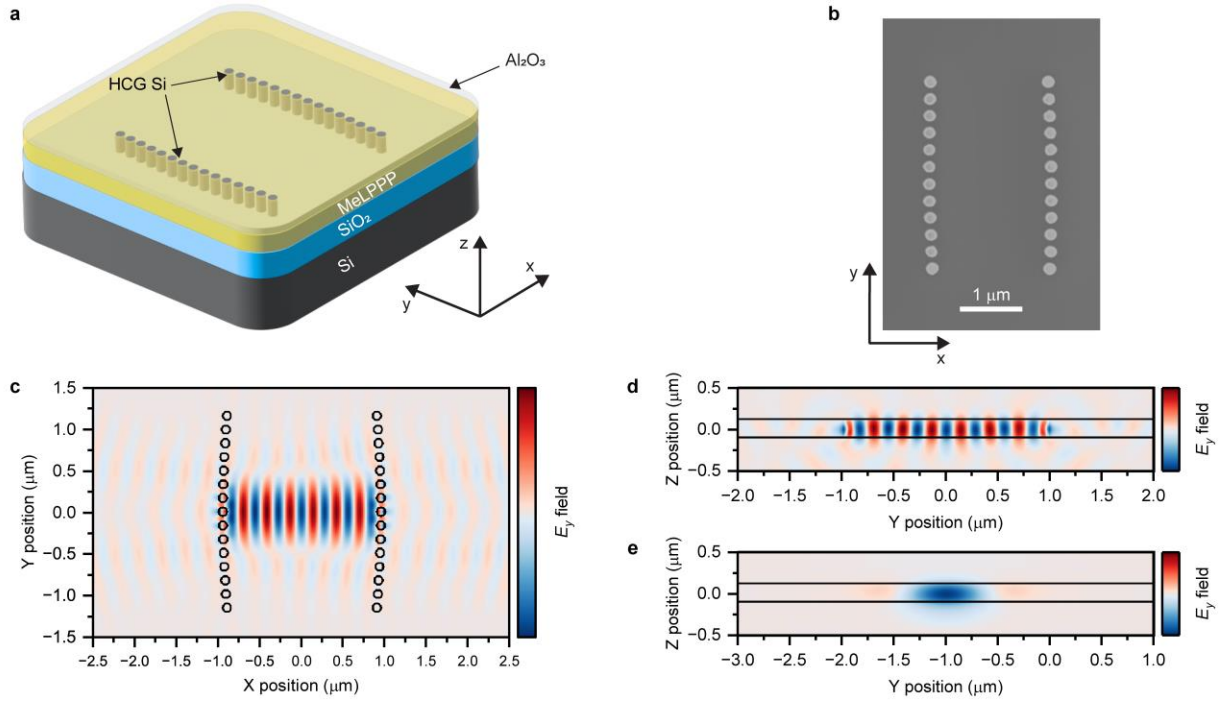 a
HCG Si
Al₂O₃
MeLPPP
SiO₂
Si
z
x
y
b
y
x
1 μm
c
1.5
1.0
0.5
0.0
−0.5
−1.0
−1.5
Y position (μm)
−2.5 −2.0 −1.5 −1.0 −0.5 0.0 0.5 1.0 1.5 2.0 2.5
X position (μm)
Ey field
d
0.5
0.0
−0.5
Z position (μm)
−2.0 −1.5 −1.0 −0.5 0.0 0.5 1.0 1.5 2.0
Y position (μm)
Ey field
e
0.5
0.0
−0.5
Z position (μm)
−3.0 −2.5 −2.0 −1.5 −1.0 −0.5 0.0 0.5 1.0
Y position (μm)
Ey field